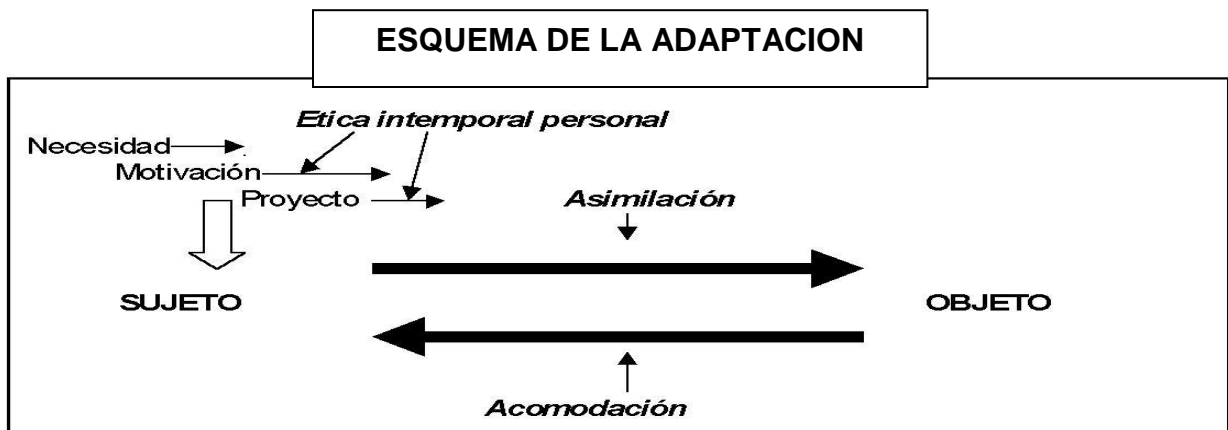 ESQUEMA DE LA ADAPTACION
Etica intemporal personal
Necesidad
Motivación
Proyecto
Asimilación
SUJETO
OBJETO
Acomodación